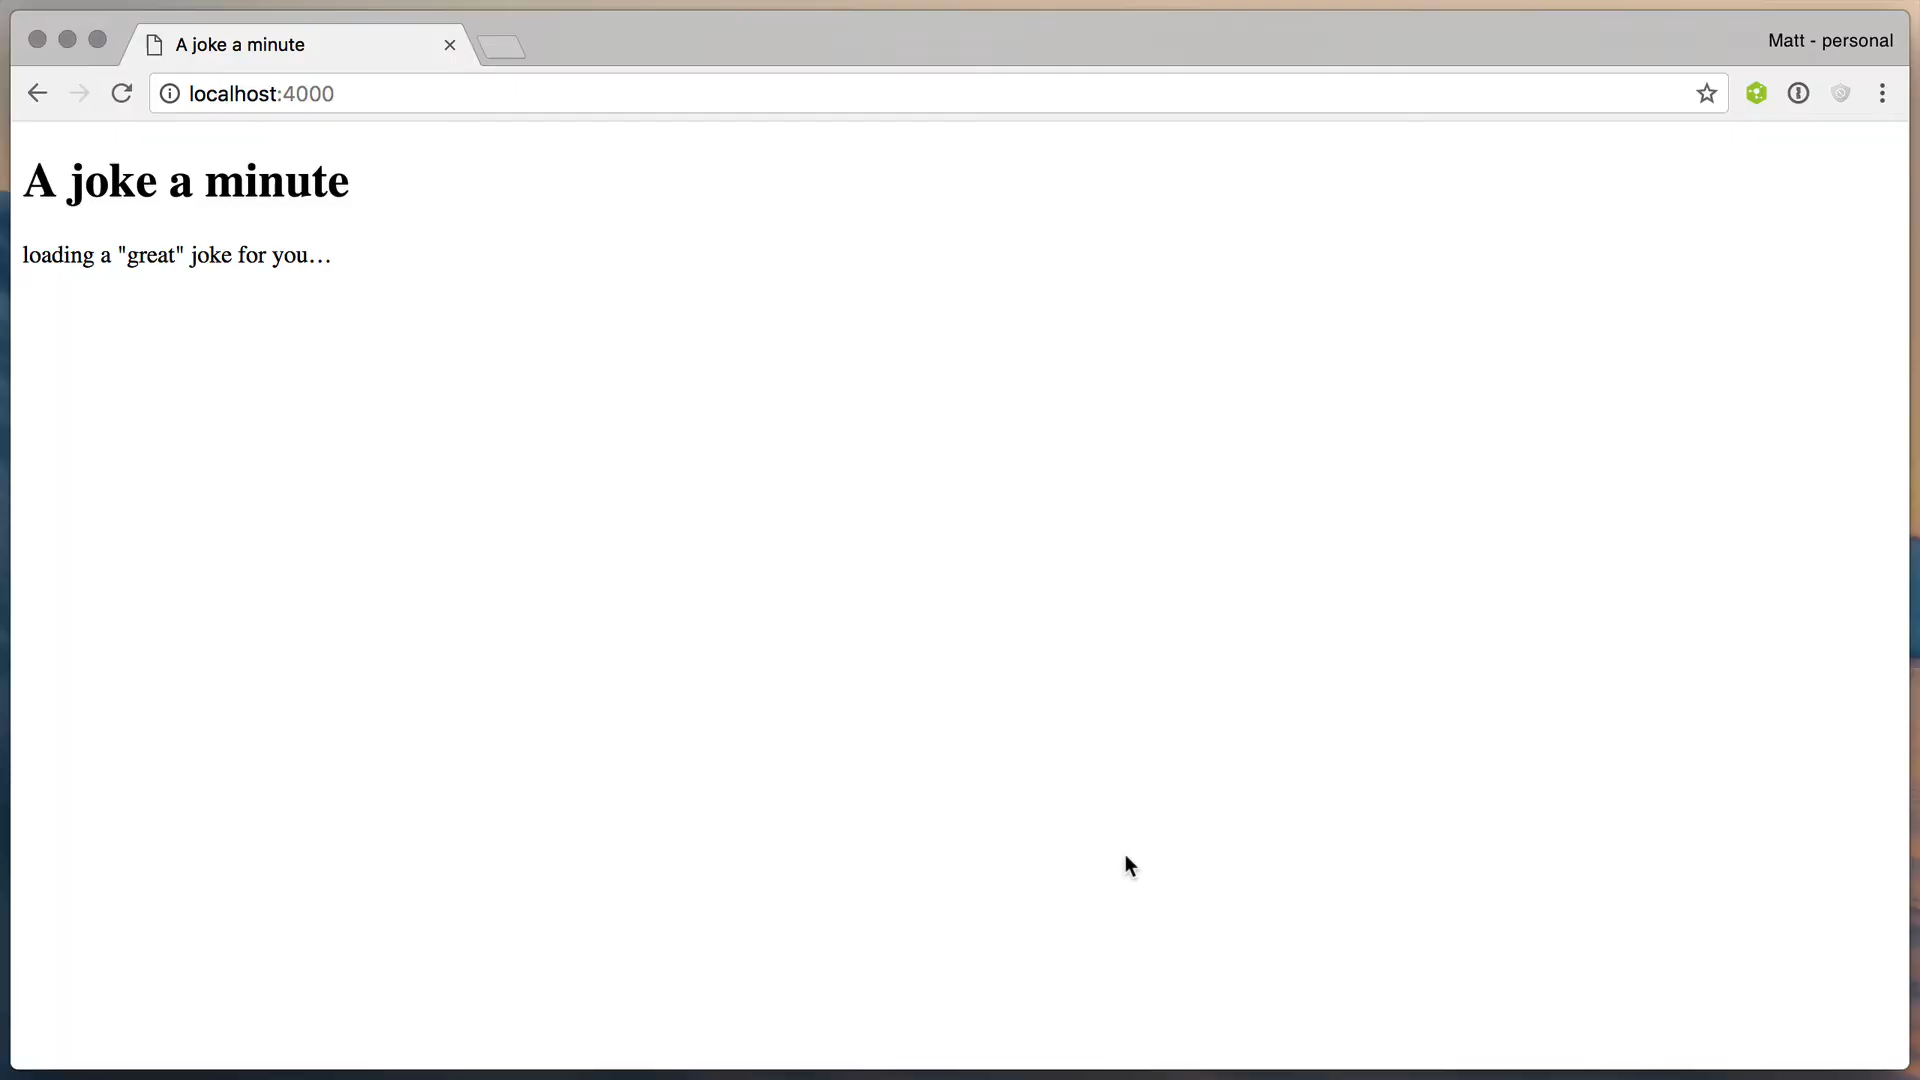 A joke a minute
Matt - personal
localhost:4000
A joke a minute
loading a "great" joke for you…